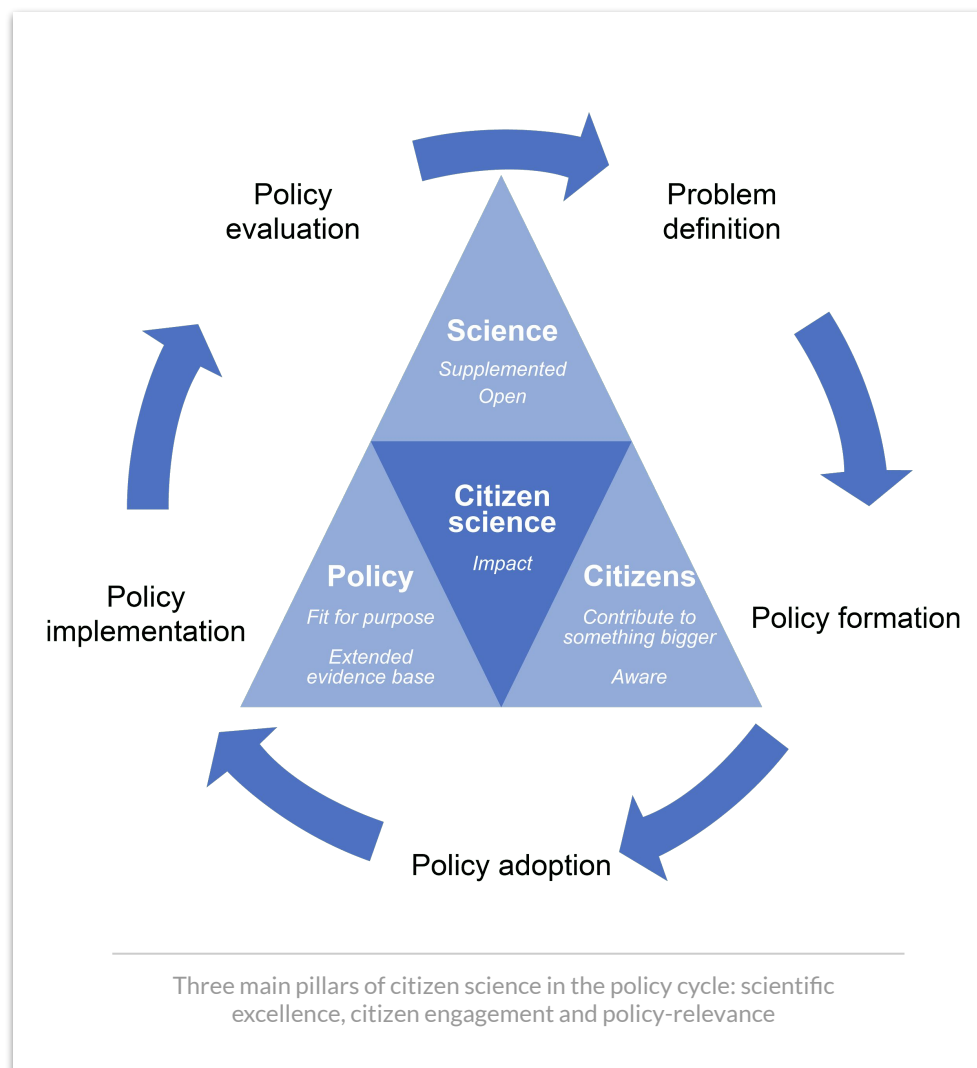 Policy
evaluation
Problem
definition
Science
Supplemented
Open
Citizen
science
Impact
Policy
Fit for purpose
Extended
evidence base
Citizens
Contribute to
something bigger
Aware
Policy
implementation
Policy formation
Policy adoption
Three main pillars of citizen science in the policy cycle: scientific
excellence, citizen engagement and policy-relevance